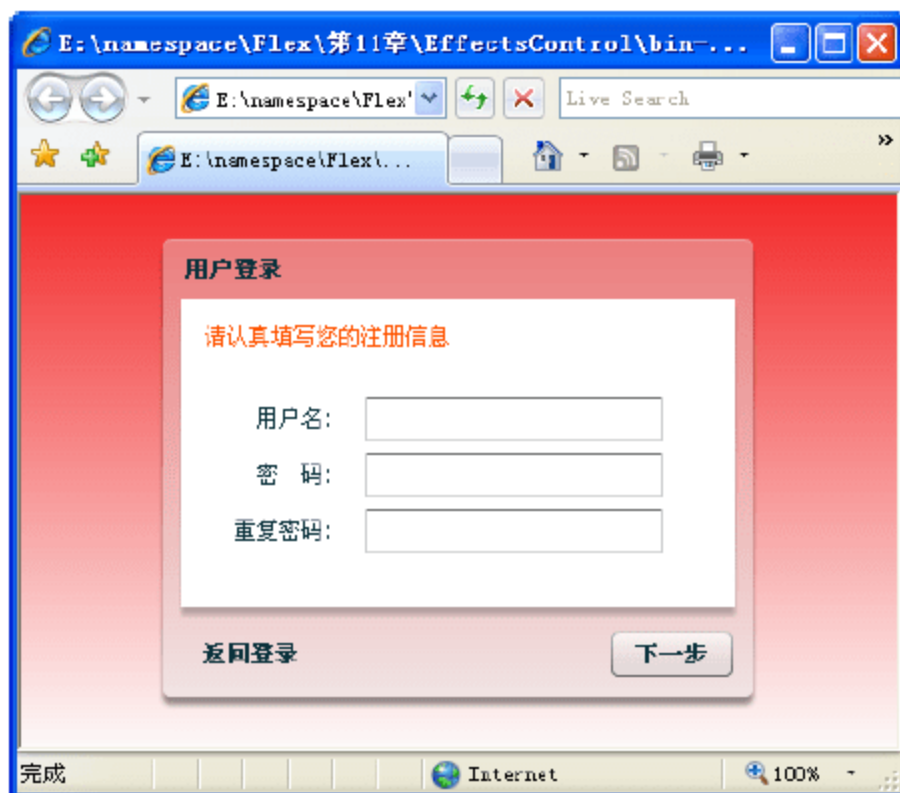 E:\namespace\Flex\第11章\EffectsControl\bin-...
E:\namespace\Flex'
Live Search
E:\namespace\Flex\...
»
用户登录
请认真填写您的注册信息
用户名:
密 码:
重复密码:
返回登录
下一步
完成
Internet
100%